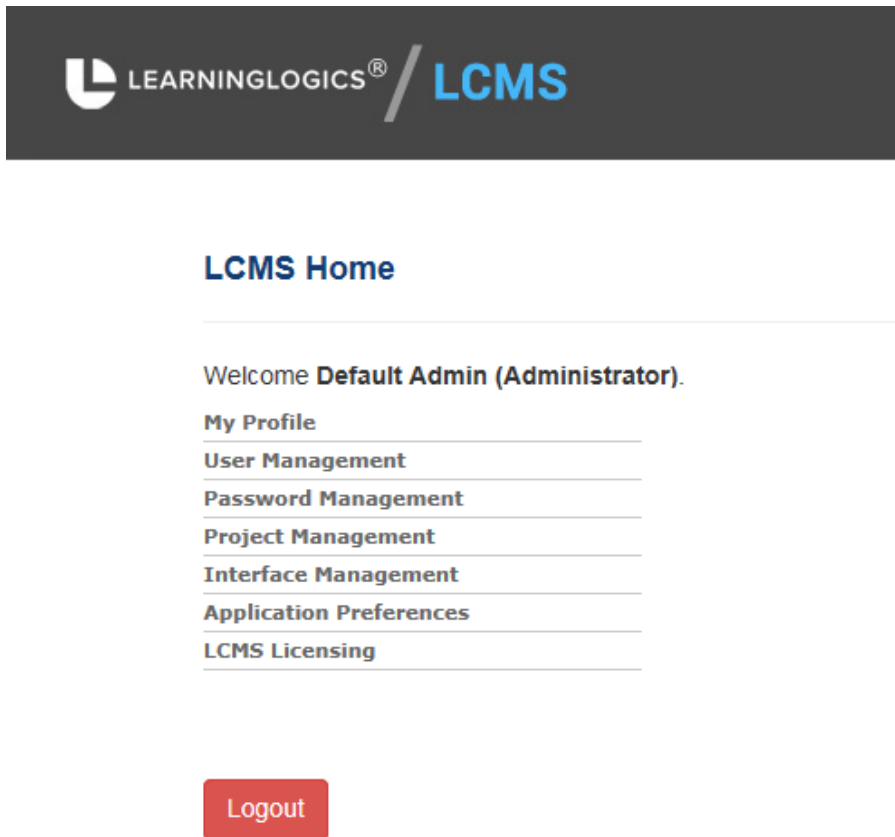 LEARNINGLOGICS® / LCMS
LCMS Home
Welcome Default Admin (Administrator).
My Profile
User Management
Password Management
Project Management
Interface Management
Application Preferences
LCMS Licensing
Logout